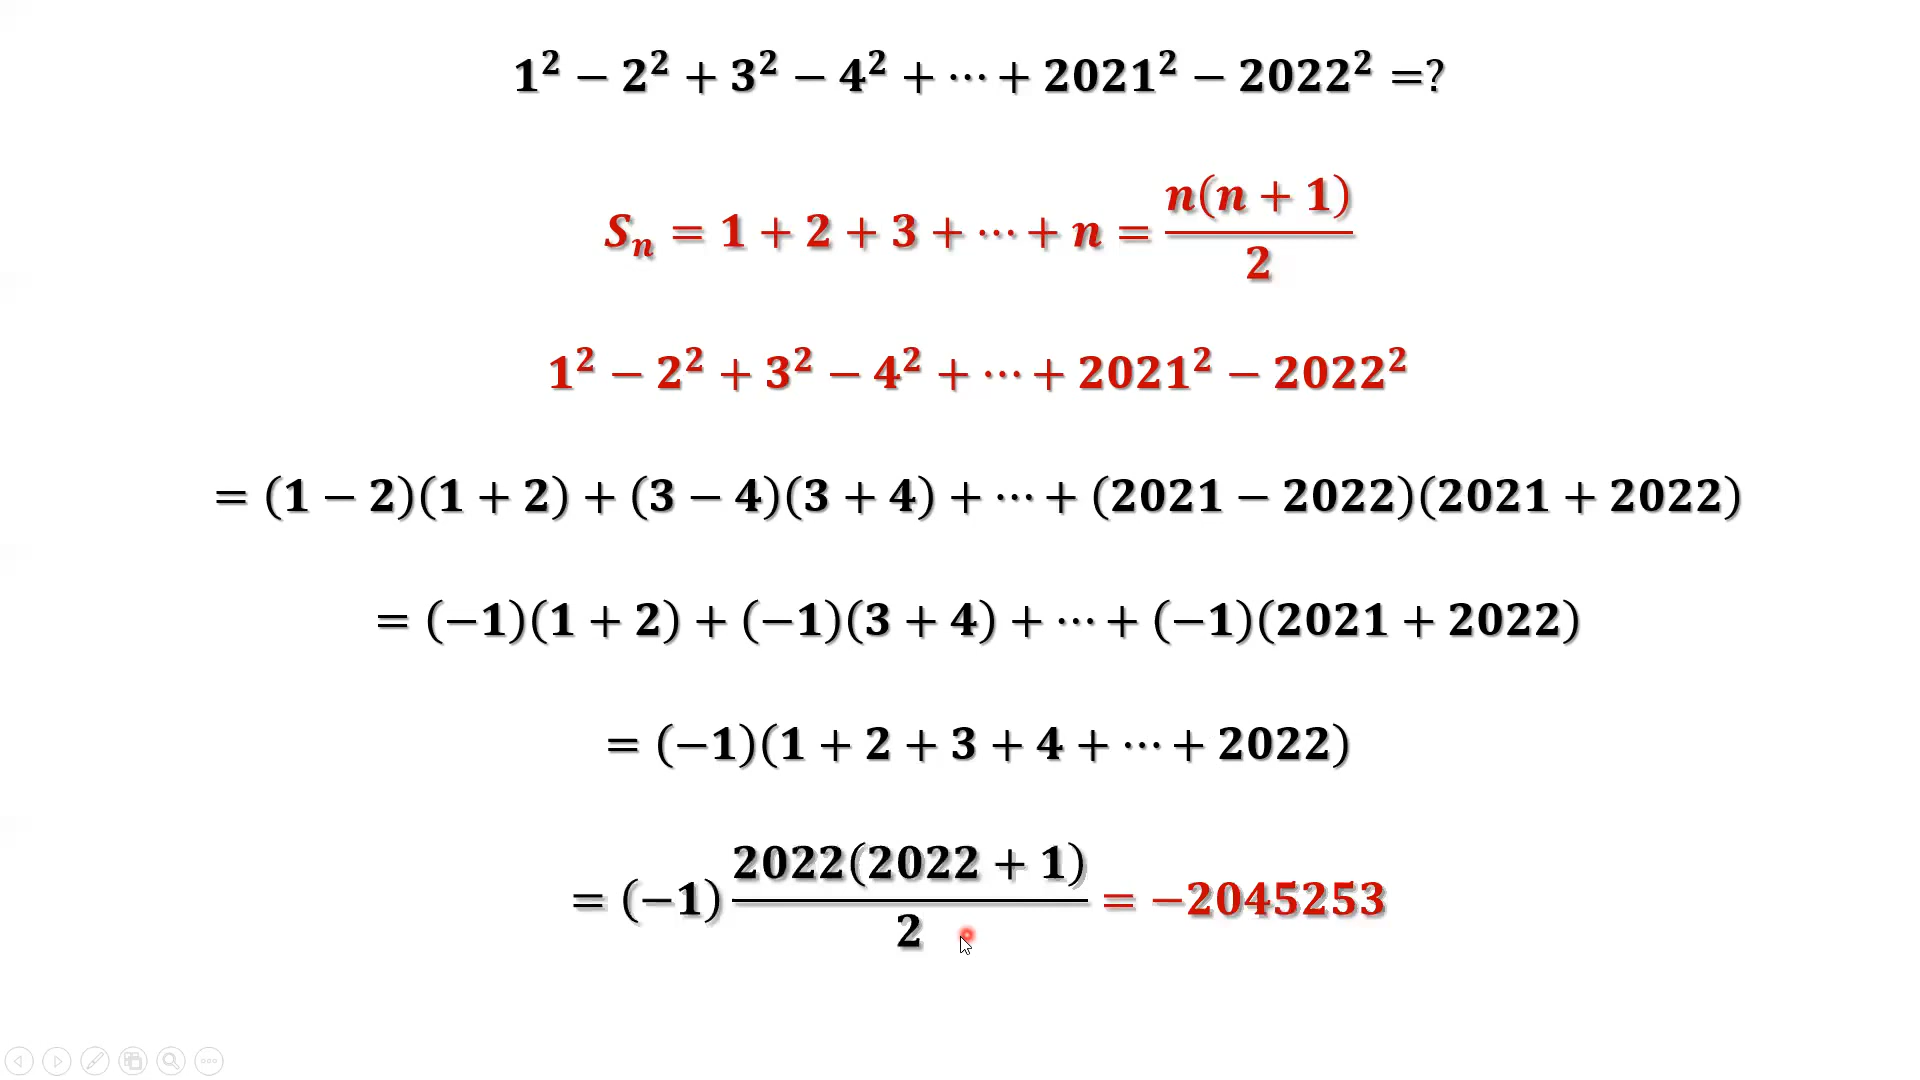 1² − 2² + 3² − 4² + ⋯ + 2021² − 2022² =?
Sₙ = 1 + 2 + 3 + ⋯ + n = n(n + 1)/2
1² − 2² + 3² − 4² + ⋯ + 2021² − 2022²
= (1 − 2)(1 + 2) + (3 − 4)(3 + 4) + ⋯ + (2021 − 2022)(2021 + 2022)
= (−1)(1 + 2) + (−1)(3 + 4) + ⋯ + (−1)(2021 + 2022)
= (−1)(1 + 2 + 3 + 4 + ⋯ + 2022)
= (−1) 2022(2022 + 1)/2 = −2045253